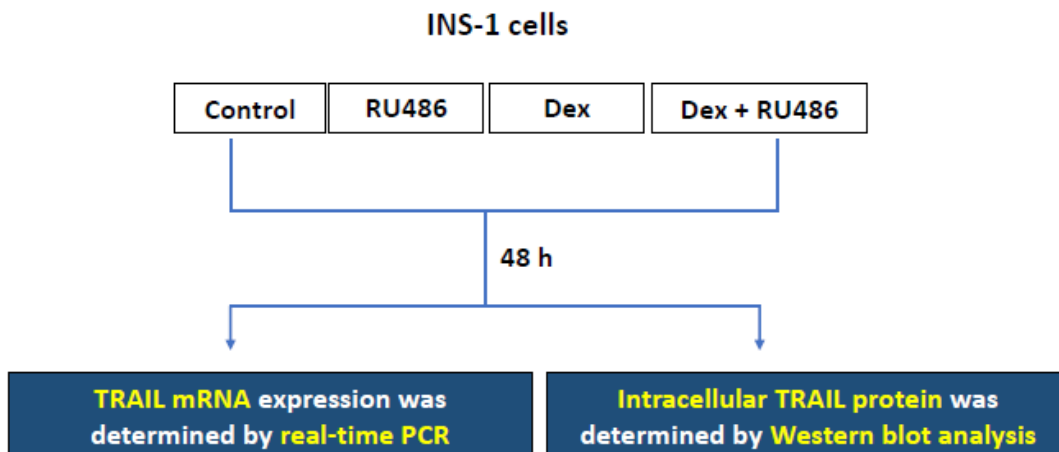 INS-1 cells
Control
RU486
Dex
Dex + RU486
48 h
TRAIL mRNA expression was
determined by real-time PCR
Intracellular TRAIL protein was
determined by Western blot analysis